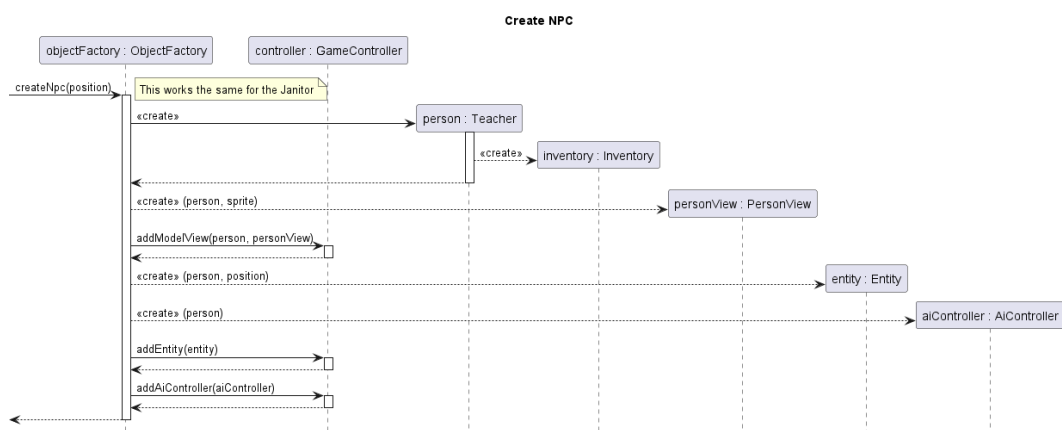 Create NPC
objectFactory : ObjectFactory
controller : GameController
createNpc(position)
This works the same for the Janitor
«create»
person : Teacher
«create»
inventory : Inventory
«create» (person, sprite)
personView : PersonView
addModelView(person, personView)
«create» (person, position)
entity : Entity
«create» (person)
aiController : AiController
addEntity(entity)
addAiController(aiController)